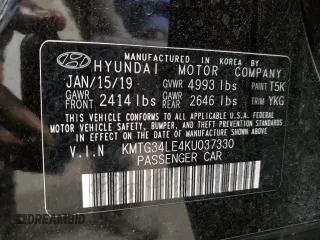 MANUFACTURED IN KOREA BY
HYUNDAI MOTOR COMPANY
JAN/15/19 GVWR 4993 lbs PAINT T5K
GAWR FRONT 2414 lbs GAWR REAR 2646 lbs TRIM YKG
THIS VEHICLE CONFORMS TO ALL APPLICABLE U.S. FEDERAL
MOTOR VEHICLE SAFETY, BUMPER, AND THEFT PREVENTION
STANDARDS IN EFFECT ON THE DATE OF MANUFACTURE SHOWN
ABOVE.
V.I.N KMTG34LE4KU037330
PASSENGER CAR
©DREAMBID